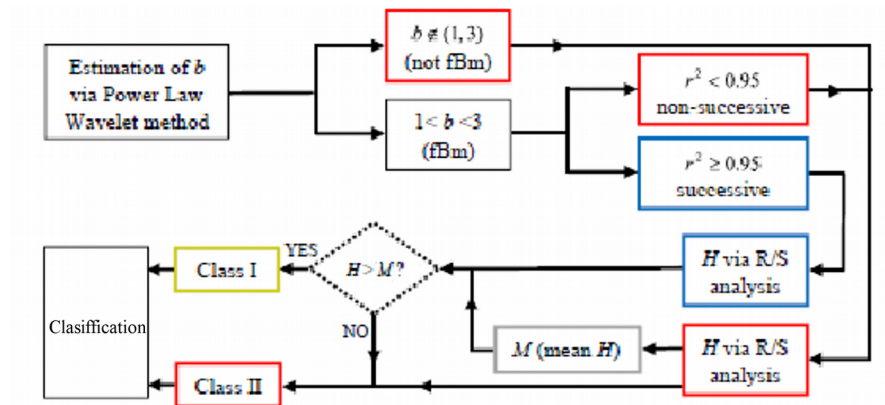 Estimation of b
via Power Law
Wavelet method
b ∉ (1, 3)
(not fBm)
1< b <3
(fBm)
r² < 0.95
non-successive
r² ≥ 0.95
successive
H via R/S
analysis
H via R/S
analysis
M (mean H)
H > M ?
YES
NO
Class I
Class II
Clasiffication